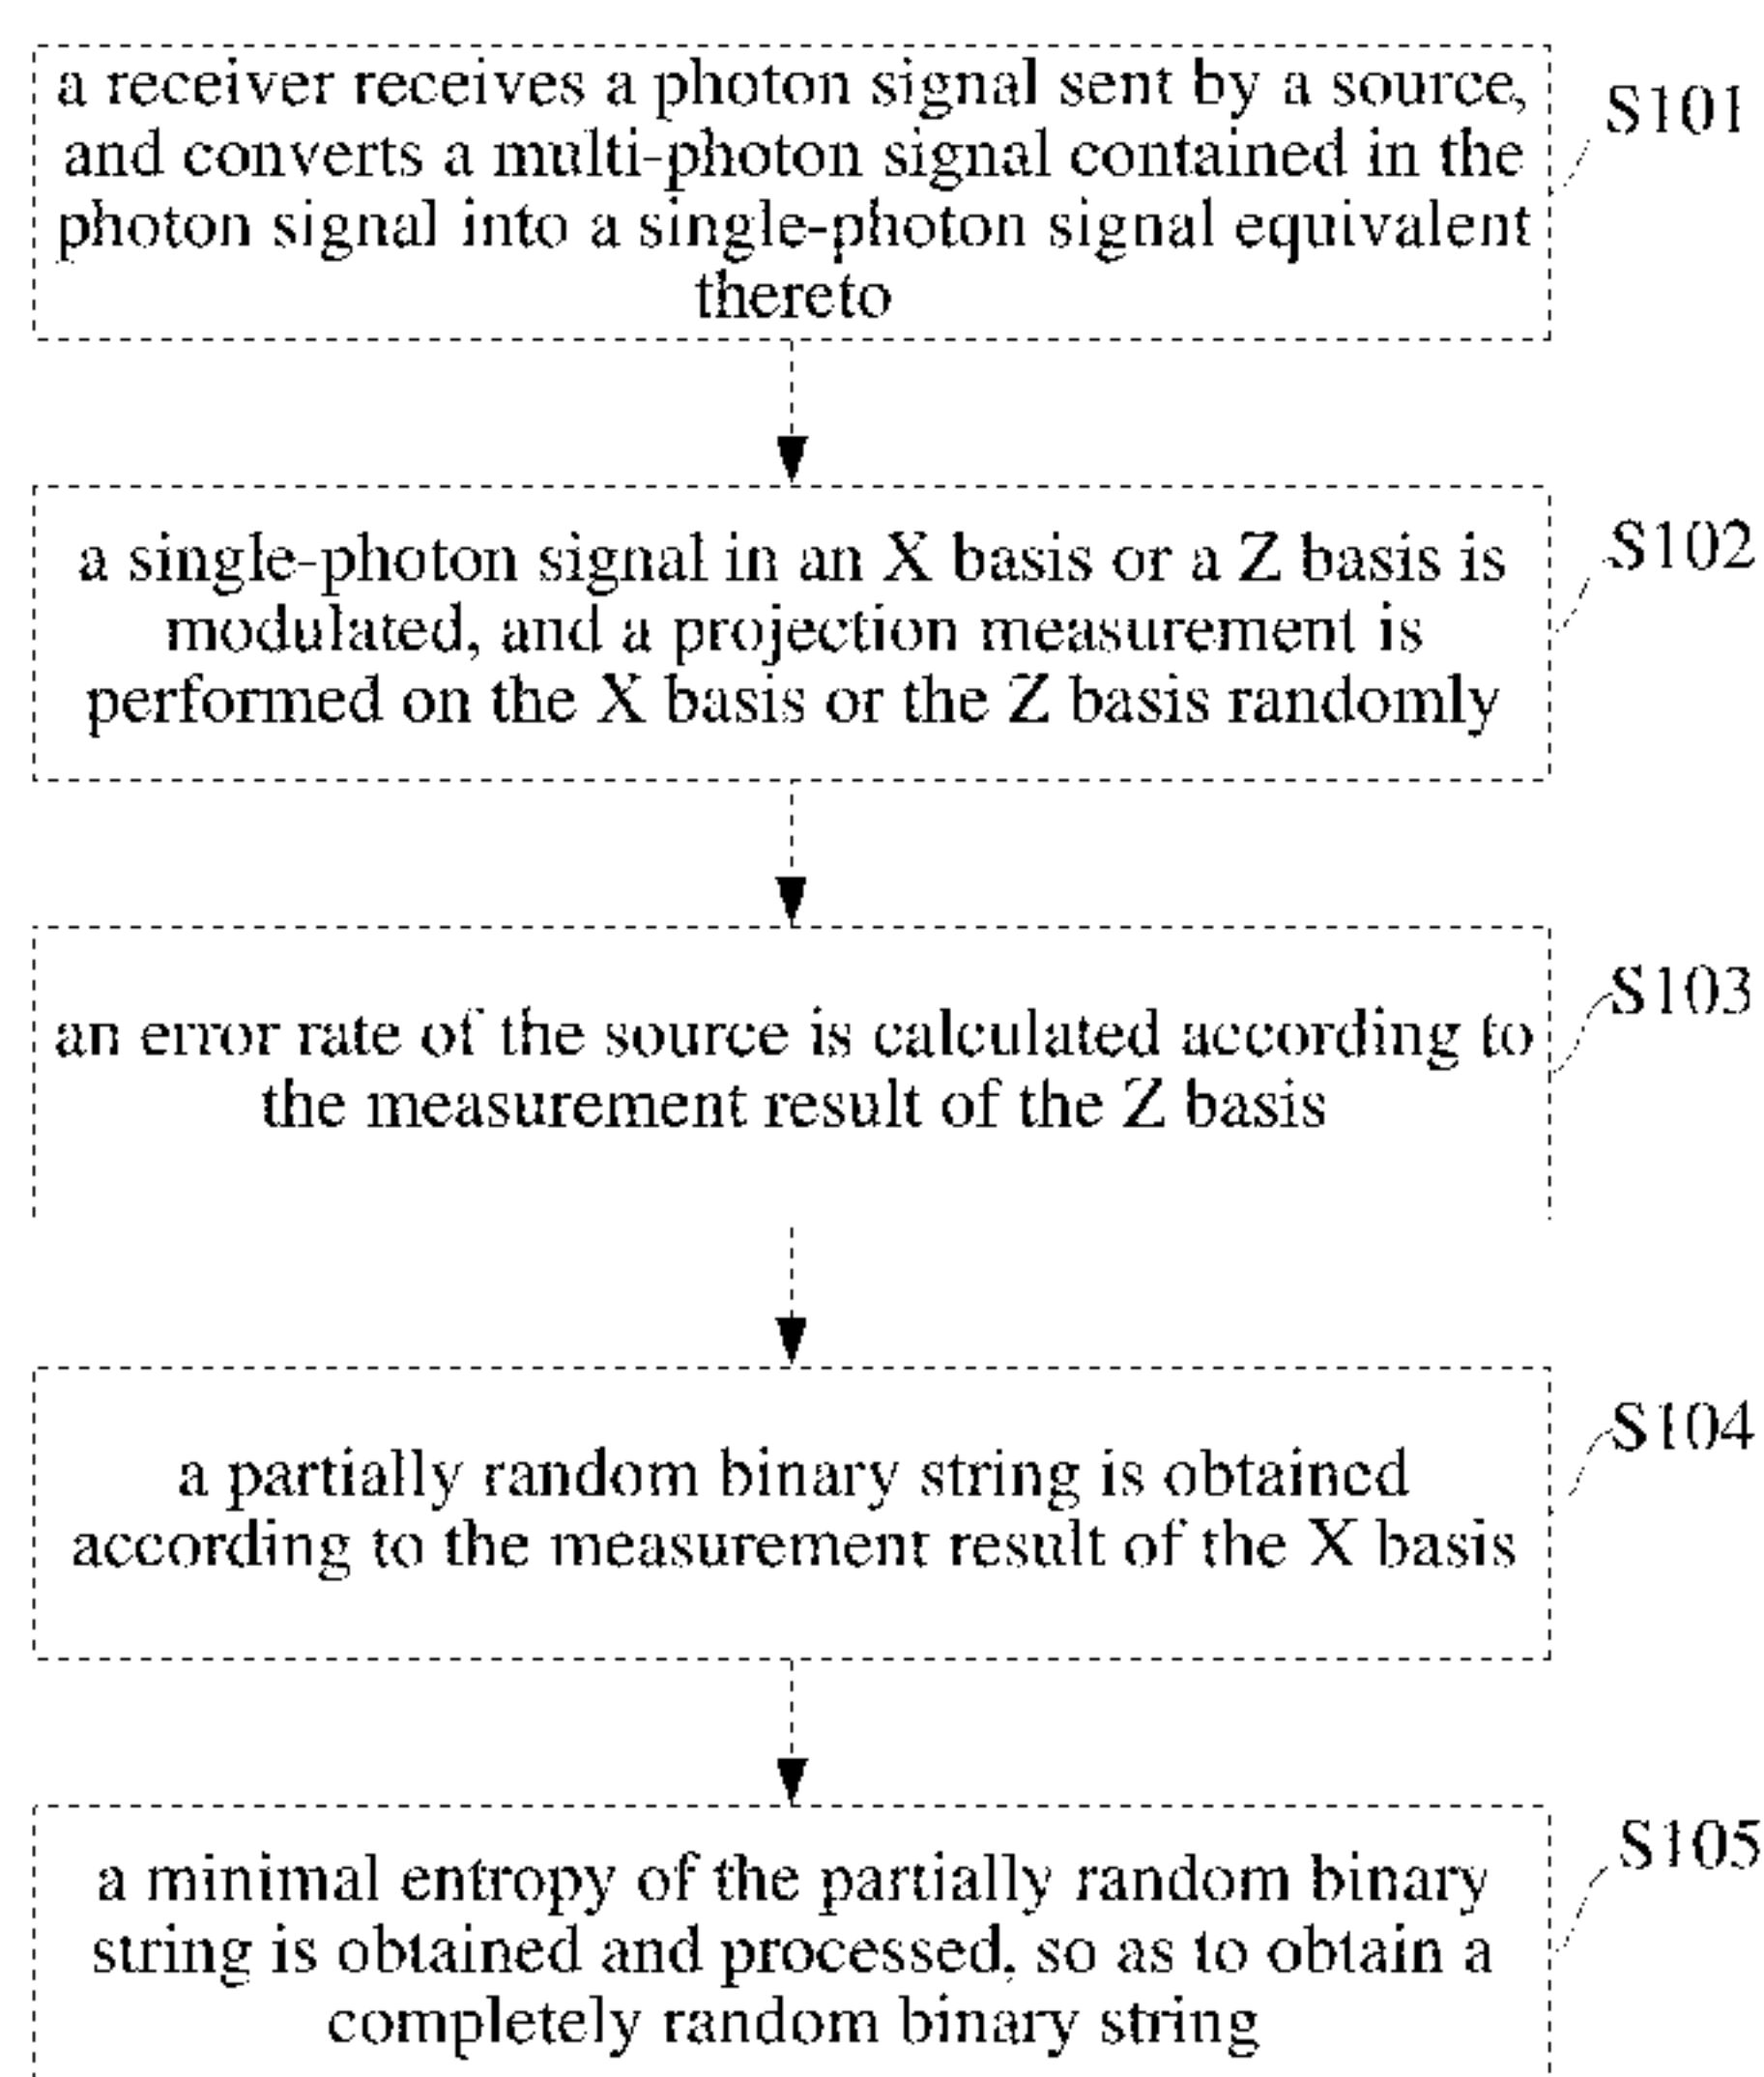 a receiver receives a photon signal sent by a source,
and converts a multi-photon signal contained in the
photon signal into a single-photon signal equivalent
thereto
S101
a single-photon signal in an X basis or a Z basis is
modulated, and a projection measurement is
performed on the X basis or the Z basis randomly
S102
an error rate of the source is calculated according to
the measurement result of the Z basis
S103
a partially random binary string is obtained
according to the measurement result of the X basis
S104
a minimal entropy of the partially random binary
string is obtained and processed, so as to obtain a
completely random binary string
S105